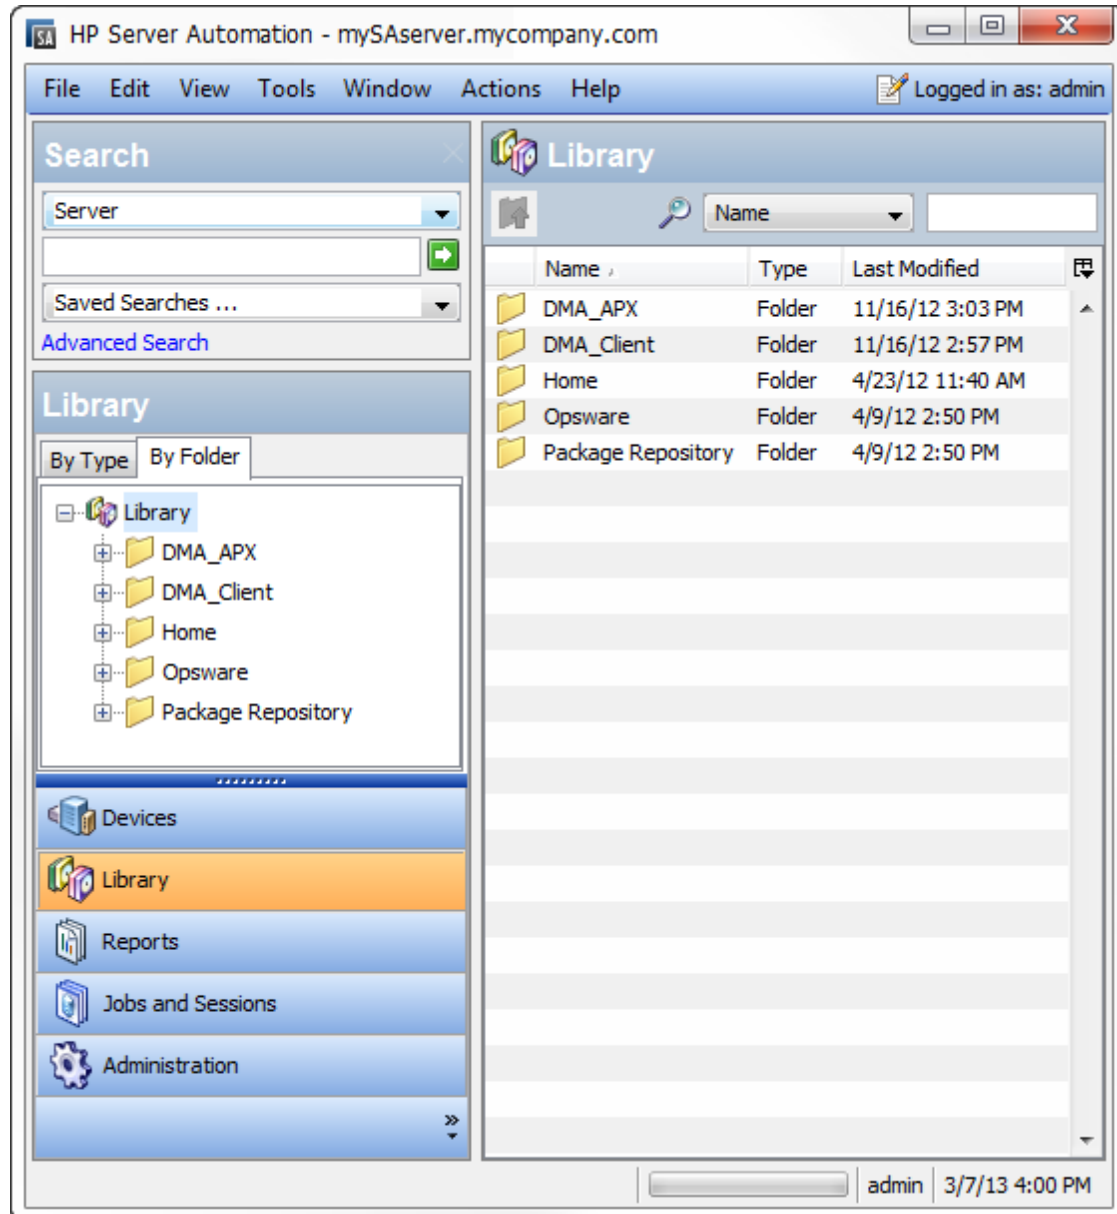 SA HP Server Automation - mySAserver.mycompany.com
File Edit View Tools Window Actions Help Logged in as: admin
Search
Server
Saved Searches ...
Advanced Search
Library
By Type By Folder
Library
DMA_APX
DMA_Client
Home
Opsware
Package Repository
Devices
Library
Reports
Jobs and Sessions
Administration
Library
Name
Name Type Last Modified
DMA_APX Folder 11/16/12 3:03 PM
DMA_Client Folder 11/16/12 2:57 PM
Home Folder 4/23/12 11:40 AM
Opsware Folder 4/9/12 2:50 PM
Package Repository Folder 4/9/12 2:50 PM
admin 3/7/13 4:00 PM